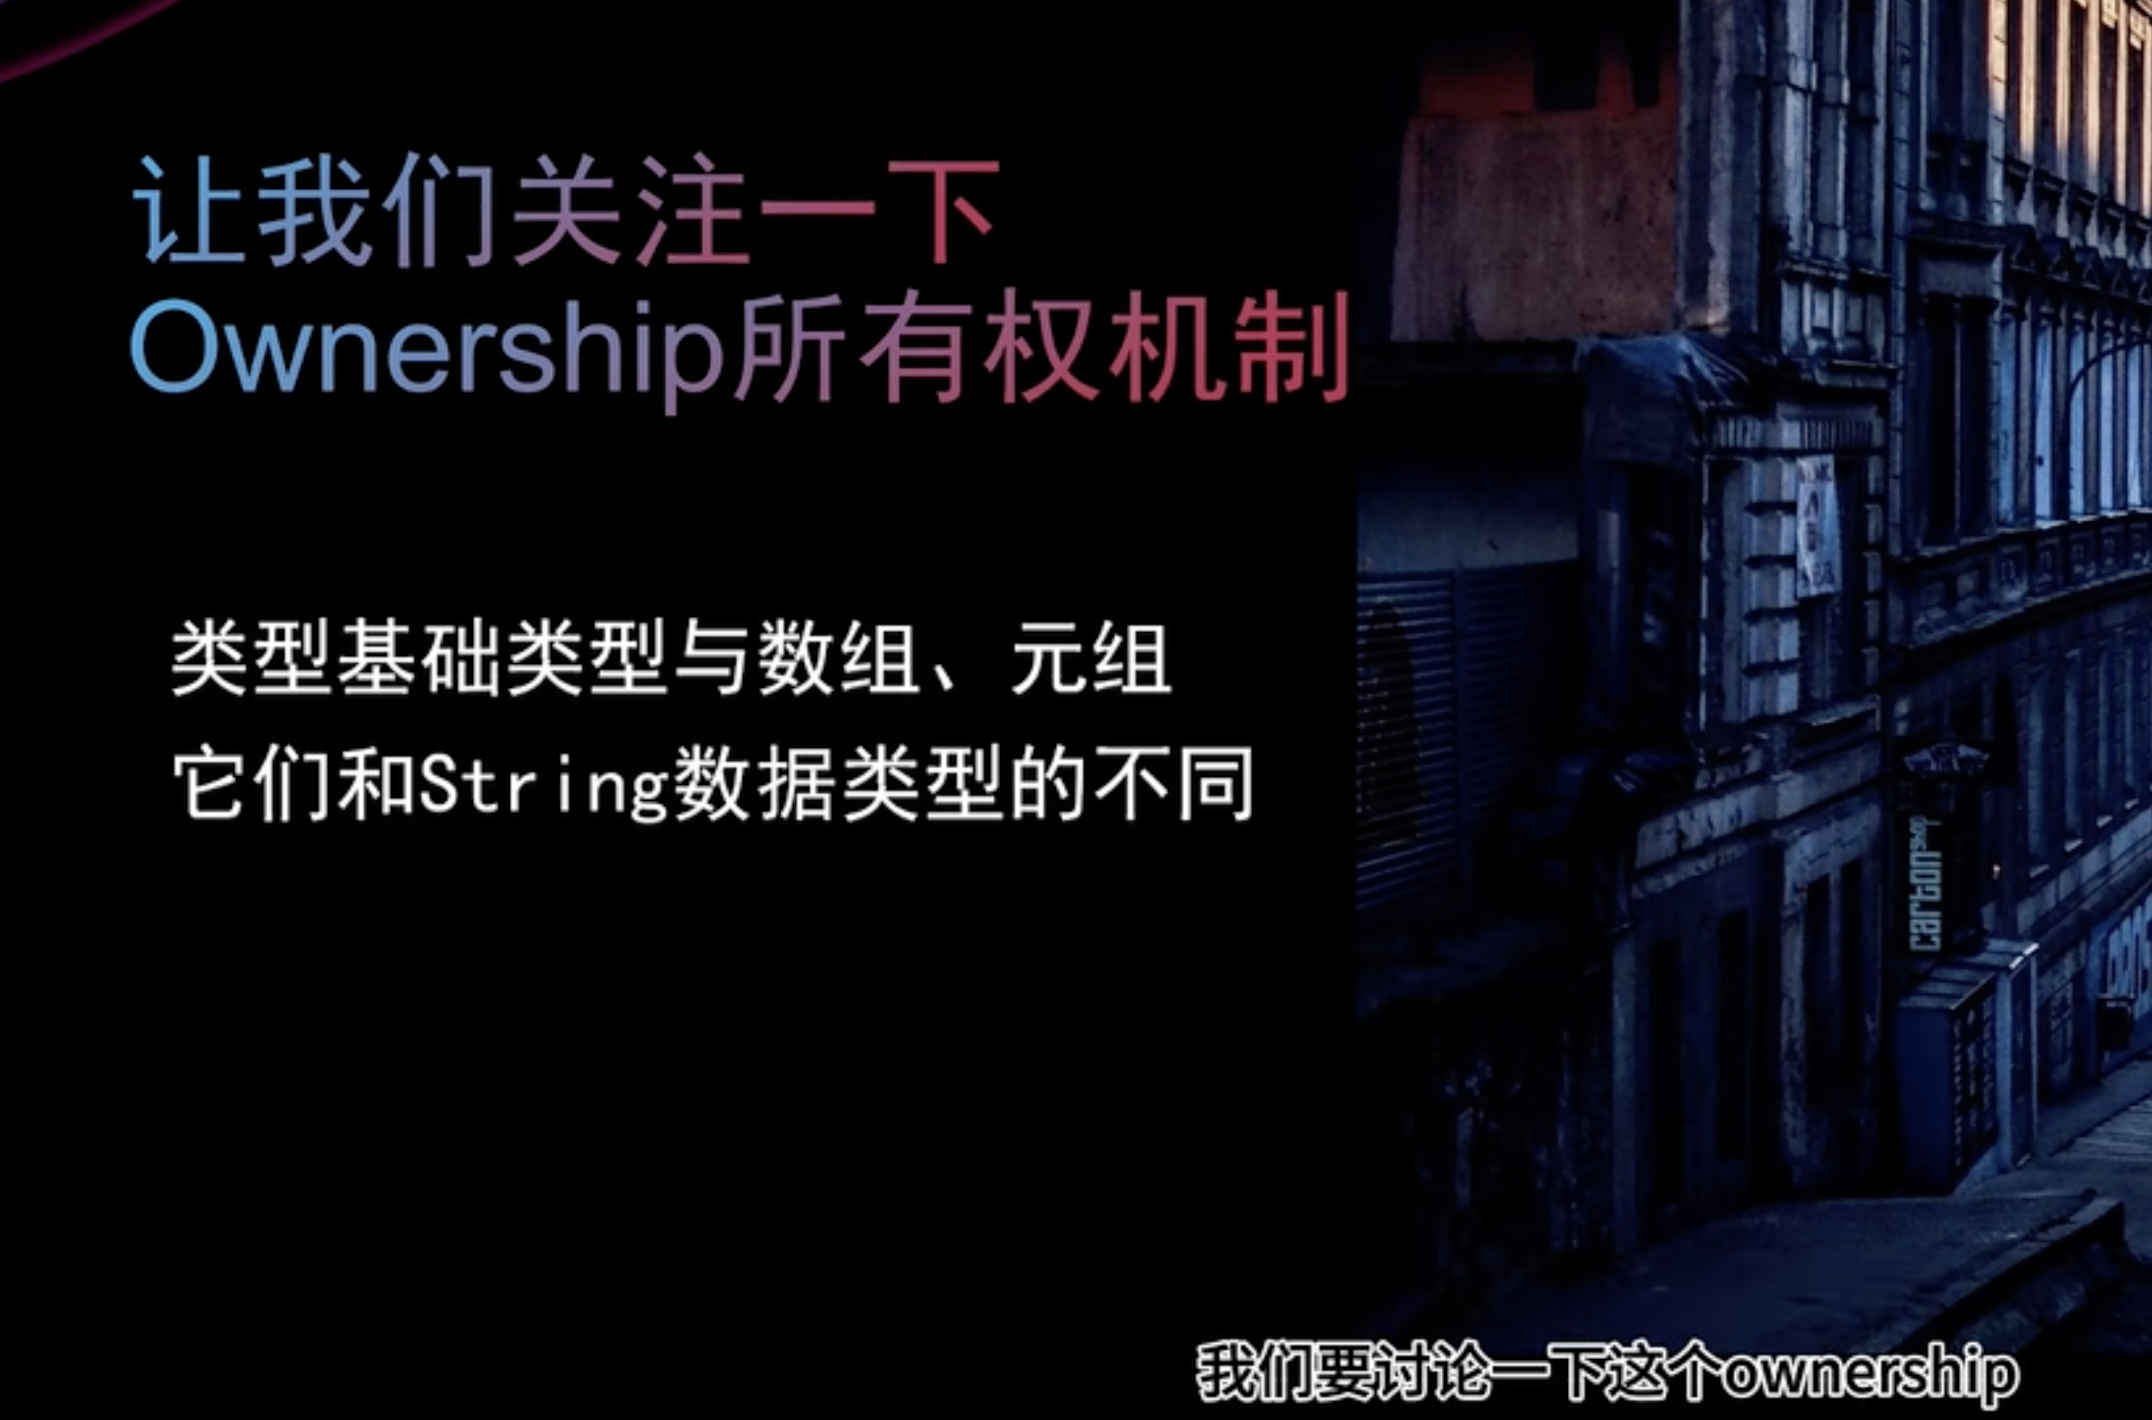 让我们关注一下
Ownership所有权机制
类型基础类型与数组、元组
它们和String数据类型的不同
carton shop
我们要讨论一下这个ownership